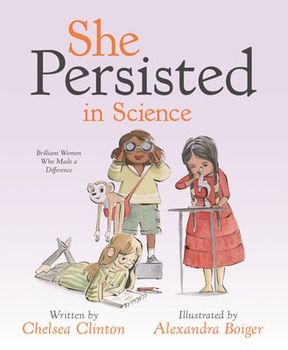 She
Persisted
in Science
Brilliant Women
Who Made a
Difference
Written by
Chelsea Clinton
Illustrated by
Alexandra Boiger